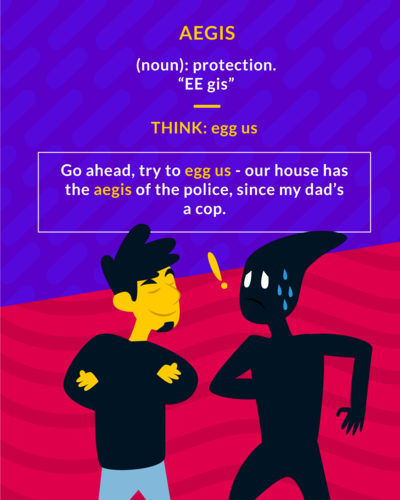 AEGIS
(noun): protection.
“EE gis”
THINK: egg us
Go ahead, try to egg us - our house has
the aegis of the police, since my dad’s
a cop.